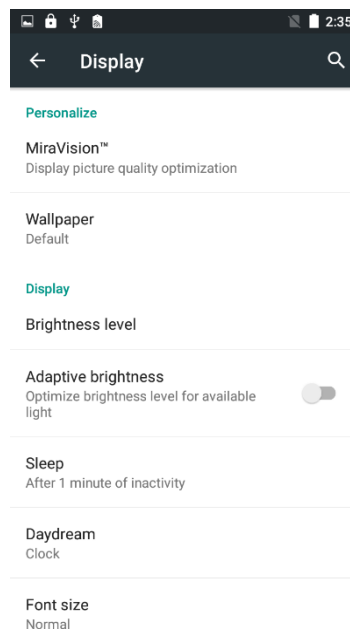 2:35
Display
Personalize
MiraVision™
Display picture quality optimization
Wallpaper
Default
Display
Brightness level
Adaptive brightness
Optimize brightness level for available
light
Sleep
After 1 minute of inactivity
Daydream
Clock
Font size
Normal